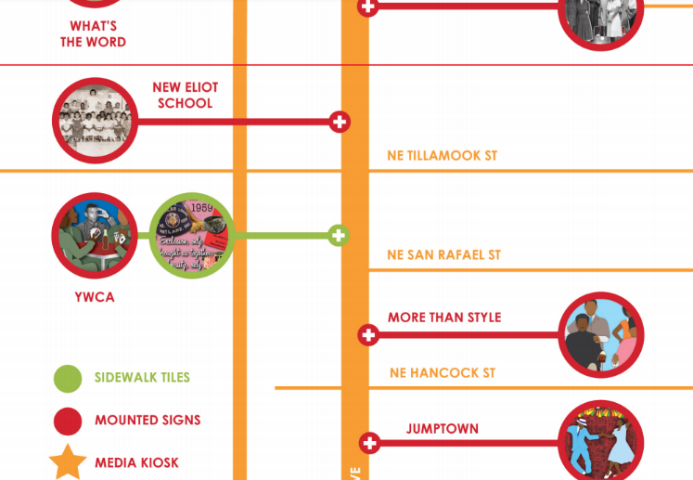 WHAT'S
THE WORD
NEW ELIOT
SCHOOL
NE TILLAMOOK ST
1959
NE SAN RAFAEL ST
YWCA
MORE THAN STYLE
NE HANCOCK ST
SIDEWALK TILES
JUMPTOWN
MOUNTED SIGNS
MEDIA KIOSK
VE